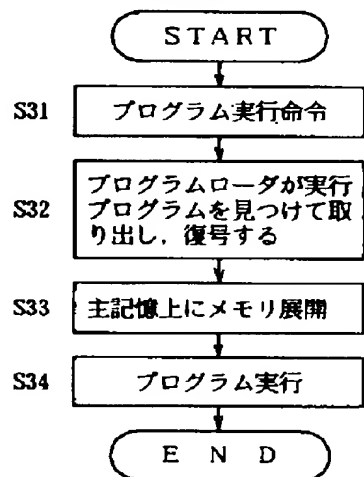 START
S31
プログラム実行命令
S32
プログラムローダが実行
プログラムを見つけて取
り出し,復号する
S33
主記憶上にメモリ展開
S34
プログラム実行
E N D